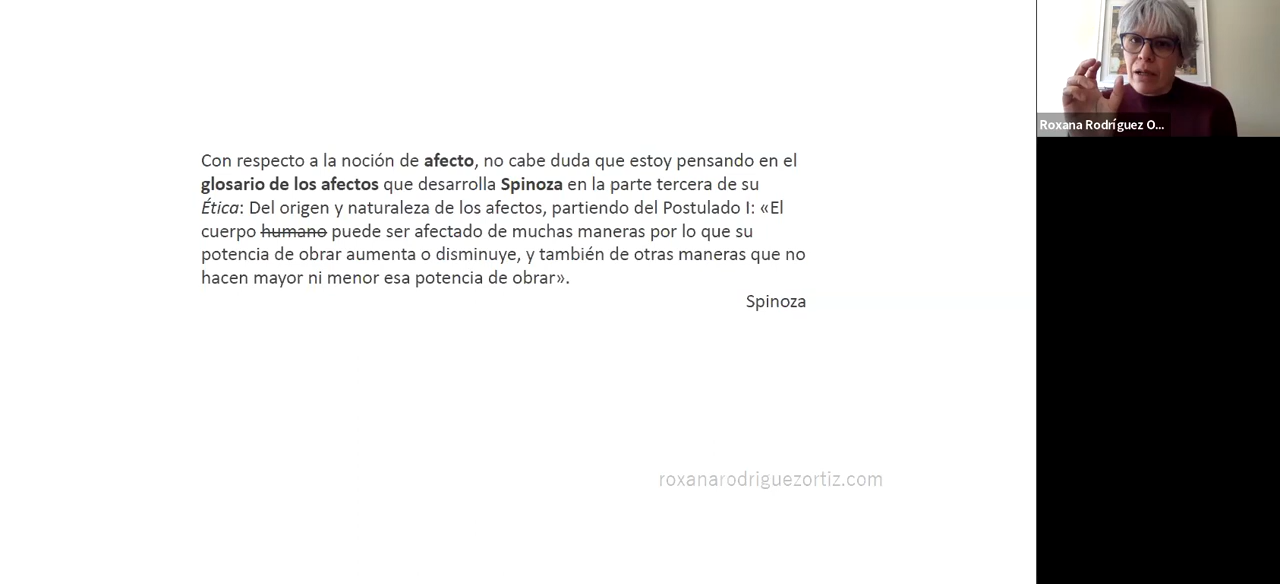 Con respecto a la noción de afecto, no cabe duda que estoy pensando en el
glosario de los afectos que desarrolla Spinoza en la parte tercera de su
Ética: Del origen y naturaleza de los afectos, partiendo del Postulado I: «El
cuerpo humano puede ser afectado de muchas maneras por lo que su
potencia de obrar aumenta o disminuye, y también de otras maneras que no
hacen mayor ni menor esa potencia de obrar».
Spinoza
roxanarodriguezortiz.com
Roxana Rodríguez O...